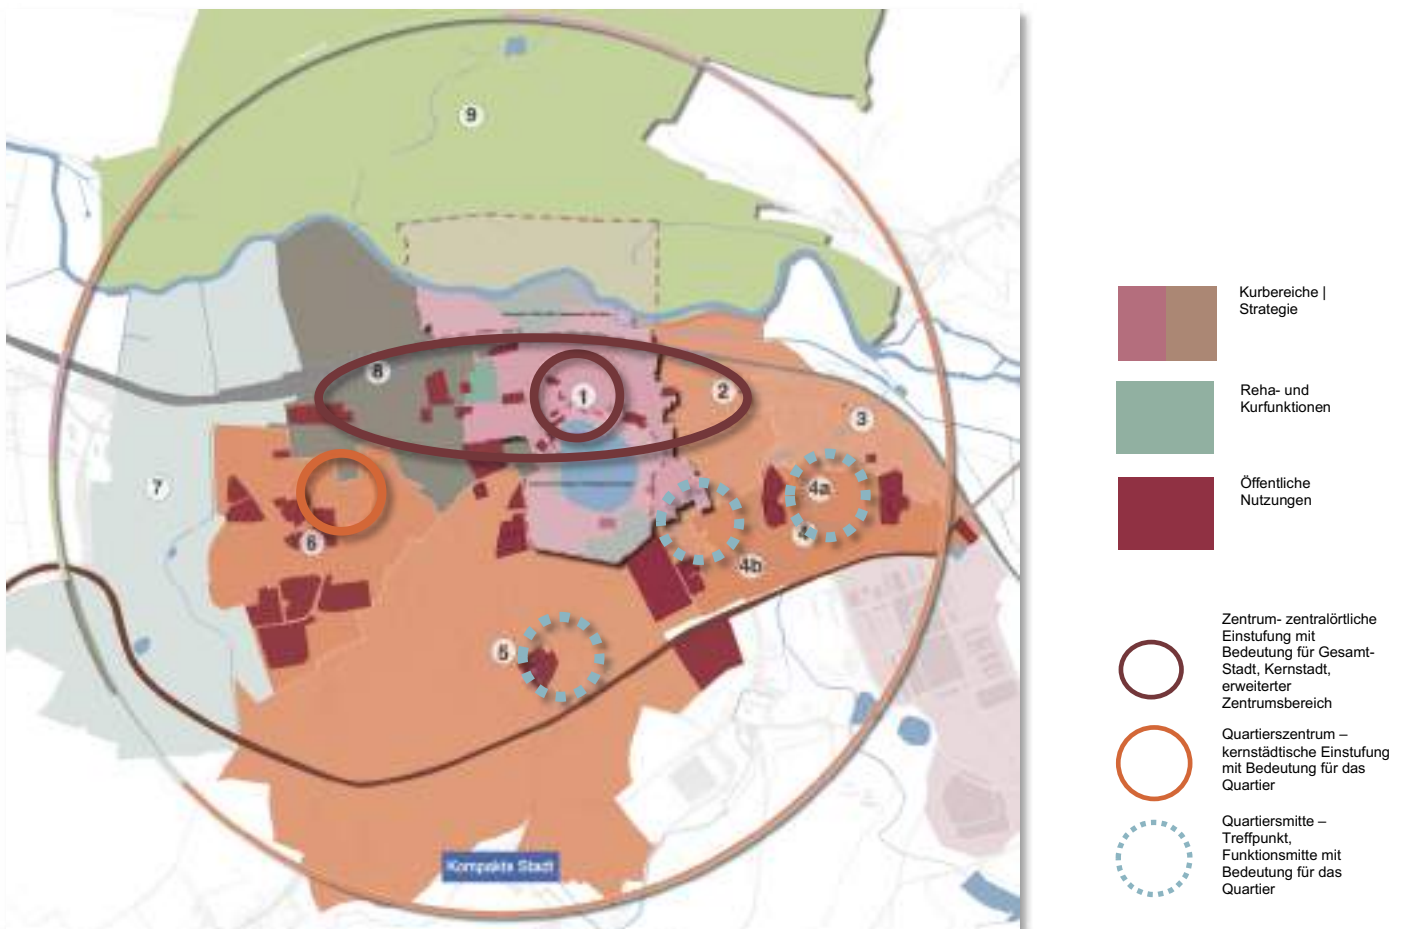 9
8
1
2
3
7
4a
6
4
4b
5
Kompakte Stadt
Kurbereiche |
Strategie
Reha- und
Kurfunktionen
Öffentliche
Nutzungen
Zentrum- zentralörtliche
Einstufung mit
Bedeutung für Gesamt-
Stadt, Kernstadt,
erweiterter
Zentrumsbereich
Quartierszentrum –
kernstädtische Einstufung
mit Bedeutung für das
Quartier
Quartiersmitte –
Treffpunkt,
Funktionsmitte mit
Bedeutung für das
Quartier